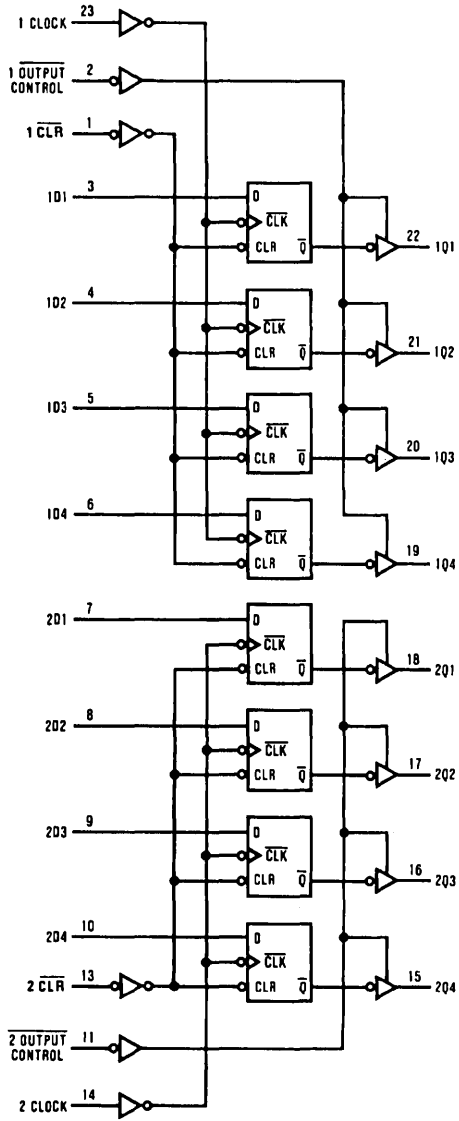 1 CLOCK 23
1 OUTPUT 2
CONTROL
1 CLR 1
1D1 3 D
CLK
CLR Q 22 1Q1
1D2 4 D
CLK
CLR Q 21 1Q2
1D3 5 D
CLK
CLR Q 20 1Q3
1D4 6 D
CLK
CLR Q 19 1Q4
2D1 7 D
CLK
CLR Q 18 2Q1
2D2 8 D
CLK
CLR Q 17 2Q2
2D3 9 D
CLK
CLR Q 16 2Q3
2D4 10 D
CLK
2 CLR 13 CLR Q 15 2Q4
2 OUTPUT 11
CONTROL
2 CLOCK 14